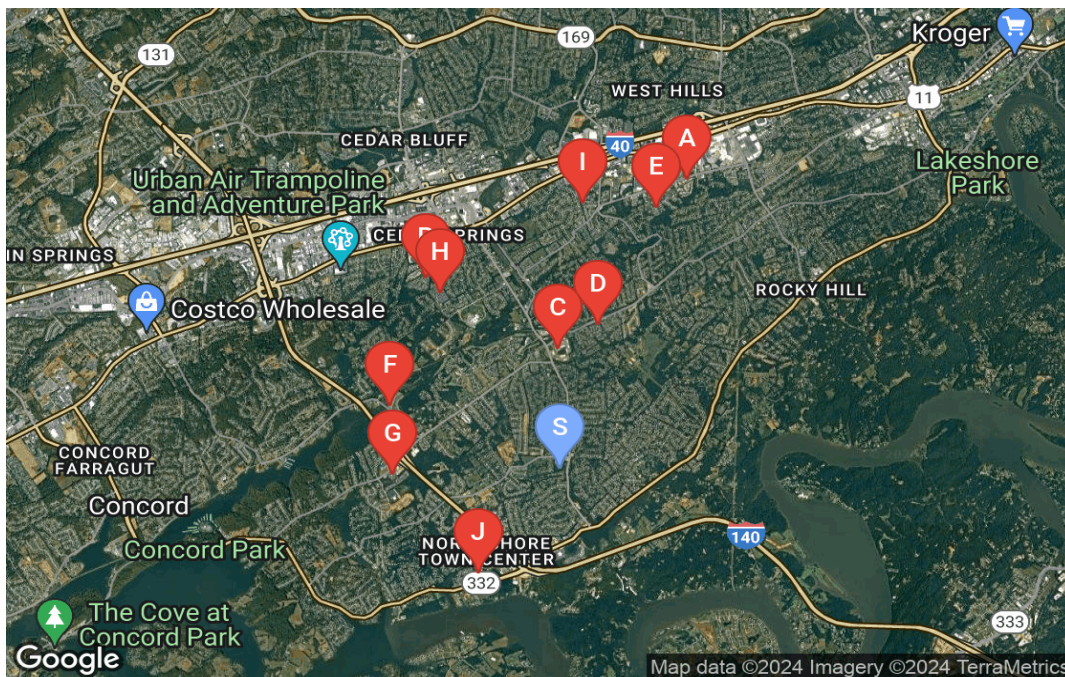 Kroger
169
131
WEST HILLS
11
40
A
CEDAR BLUFF
I
E
Lakeshore
Park
Urban Air Trampoline
and Adventure Park
H
IN SPRINGS
D
ROCKY HILL
C
Costco Wholesale
F
S
G
CONCORD
FARRAGUT
Concord
J
140
TOWN CENTER
Concord Park
332
The Cove at
Concord Park
333
Google
Map data ©2024 Imagery ©2024 TerraMetrics